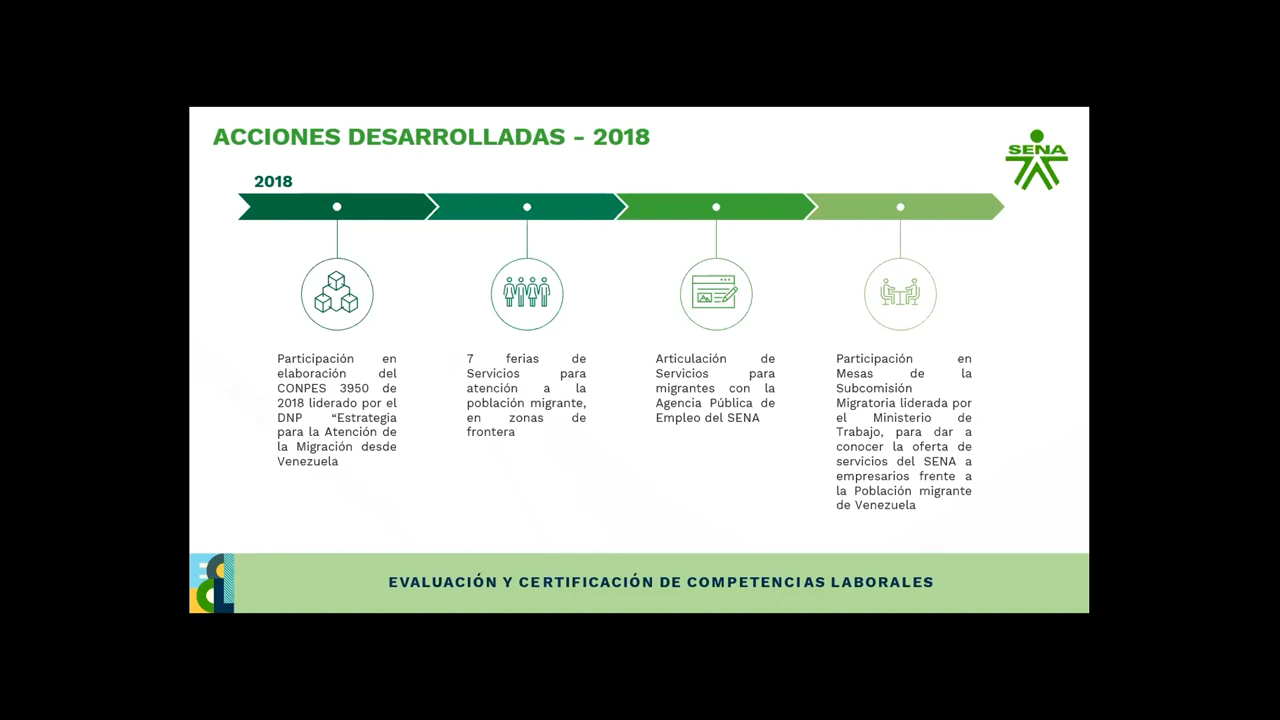 ACCIONES DESARROLLADAS - 2018
SENA
2018
Participación en
elaboración del
CONPES 3950 de
2018 liderado por el
DNP “Estrategia
para la Atención de
la Migración desde
Venezuela
7 ferias de
Servicios para
atención a la
población migrante,
en zonas de
frontera
Articulación de
Servicios para
migrantes con la
Agencia Pública de
Empleo del SENA
Participación en
Mesas de la
Subcomisión
Migratoria liderada por
el Ministerio de
Trabajo, para dar a
conocer la oferta de
servicios del SENA a
empresarios frente a
la Población migrante
de Venezuela
EVALUACIÓN Y CERTIFICACIÓN DE COMPETENCIAS LABORALES